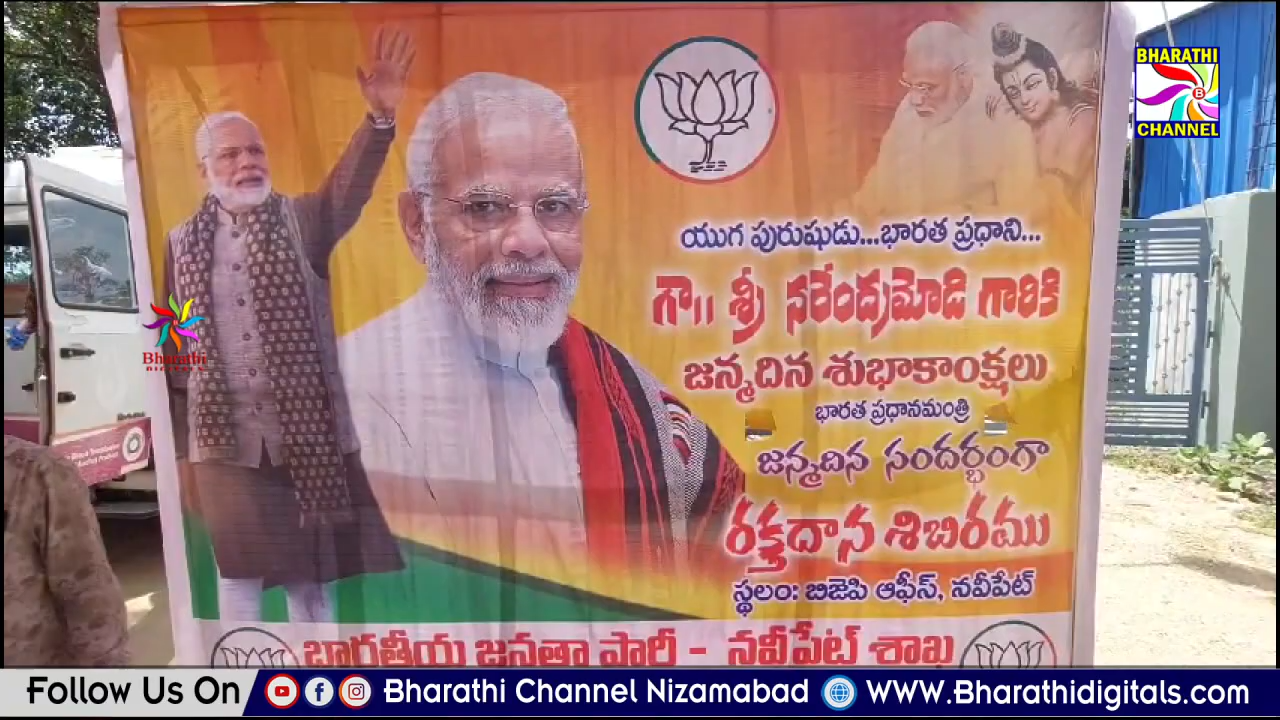 BHARATHI
CHANNEL
యుగ పురుషుడు...భారత ప్రధాని...
గౌ॥ శ్రీ నరేంద్రమోడి గారికి
జన్మదిన శుభాకాంక్షలు
భారత ప్రధానమంత్రి
జన్మదిన సందర్భంగా
రక్తదాన శిబిరము
స్థలం: బిజెపి ఆఫీస్, నవీపేట్
భారతీయ జనతా పార్టీ - నవీపేట్ శాఖ
Bharathi
DIGITALS
Follow Us On Bharathi Channel Nizamabad WWW.Bharathidigitals.com